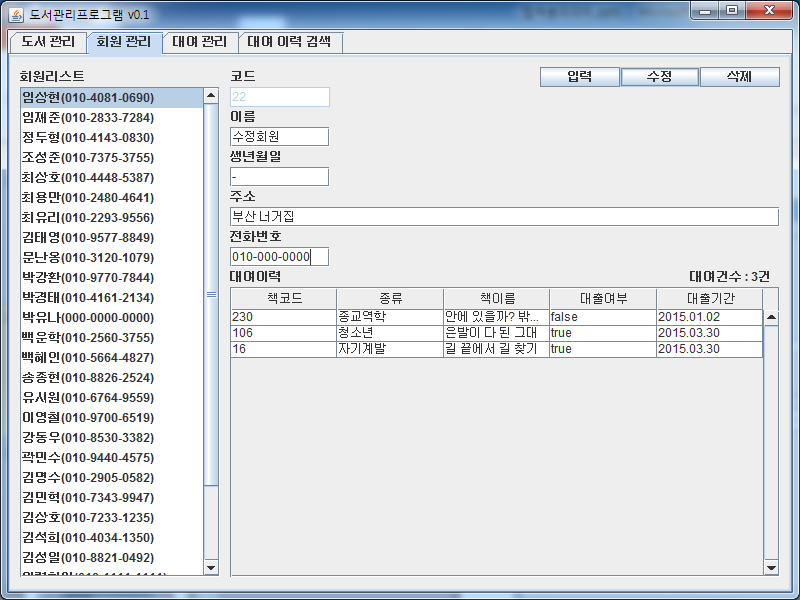 도서관리프로그램 v0.1
도서 관리 회원 관리 대여 관리 대여 이력 검색
회원리스트
임상현(010-4081-0690)
임재준(010-2833-7284)
정두형(010-4143-0830)
조성준(010-7375-3755)
최상호(010-4448-5387)
최용만(010-2480-4641)
최유리(010-2293-9556)
김태영(010-9577-8849)
문난옹(010-3120-1079)
박강환(010-9770-7844)
박경태(010-4161-2134)
박유나(000-0000-0000)
백운학(010-2560-3755)
백혜인(010-5664-4827)
송종현(010-8826-2524)
유시원(010-6764-9559)
이영철(010-9700-6519)
강동우(010-8530-3382)
곽민수(010-9440-4575)
김명수(010-2905-0582)
김민혁(010-7343-9947)
김상호(010-7233-1235)
김석희(010-4034-1350)
김성일(010-8821-0492)
코드
22
입력 수정 삭제
이름
수정회원
생년월일
-
주소
부산 너거집
전화번호
010-000-0000
대여이력 대여건수 : 3건
책코드 종류 책이름 대출여부 대출기간
230 종교역학 안에 있을까? 밖... false 2015.01.02
106 청소년 은발이 다 된 그대 true 2015.03.30
16 자기계발 길 끝에서 길 찾기 true 2015.03.30